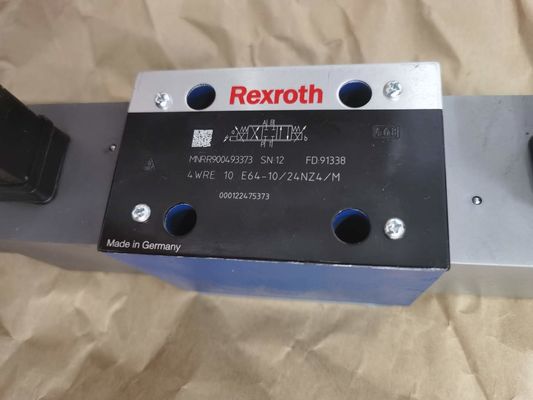 Rexroth
MNR:R900493373 SN:12 FD:91338
4WRE 10 E64-10/24NZ4/M
000122475373
Made in Germany